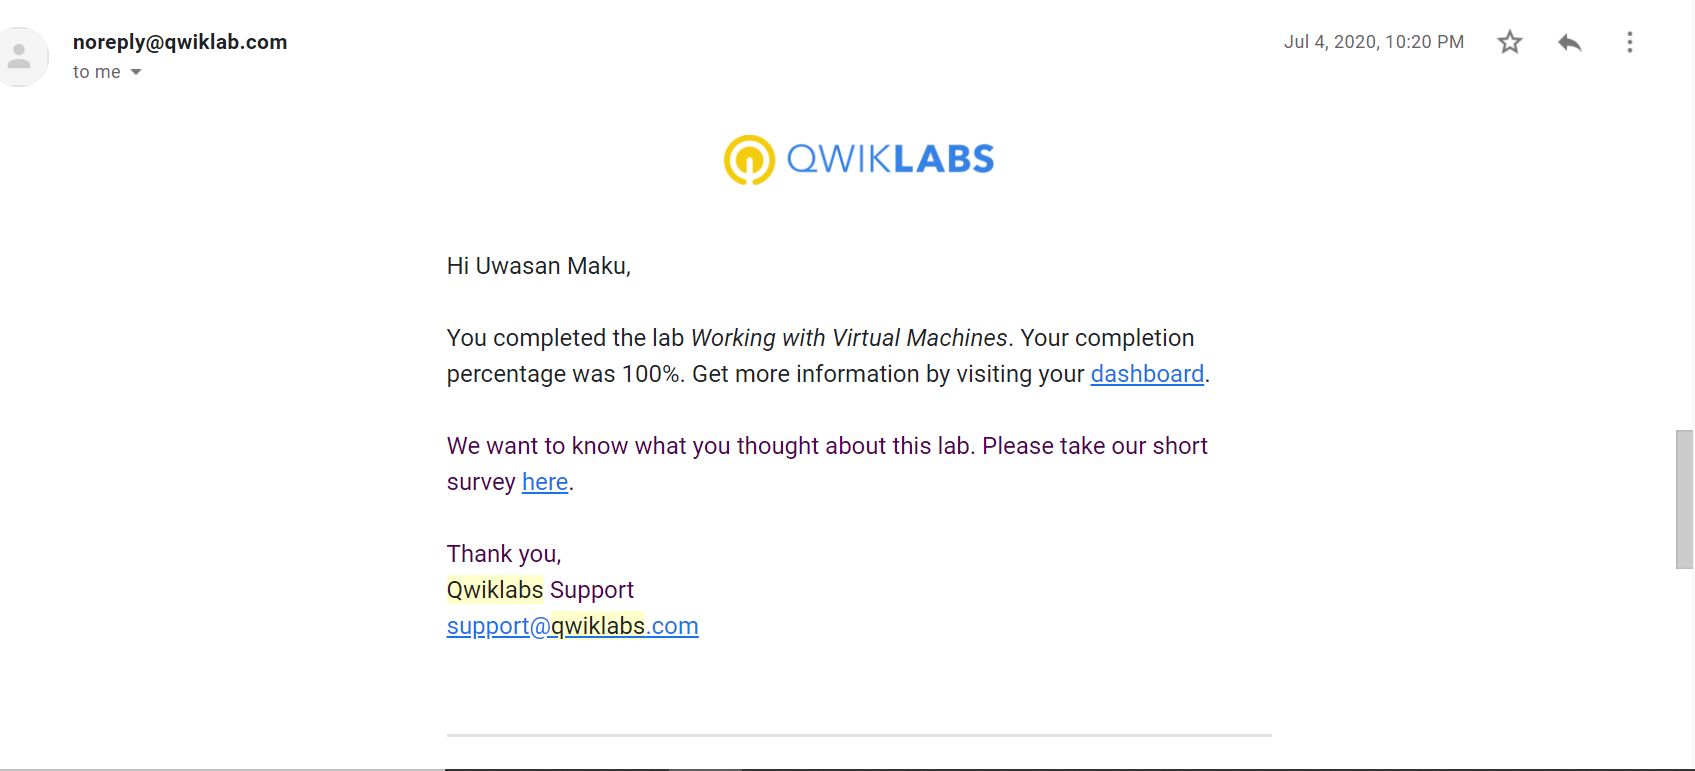 noreply@qwiklab.com
Jul 4, 2020, 10:20 PM
to me
QWIKLABS
Hi Uwasan Maku,
You completed the lab Working with Virtual Machines. Your completion
percentage was 100%. Get more information by visiting your dashboard.
We want to know what you thought about this lab. Please take our short
survey here.
Thank you,
Qwiklabs Support
support@qwiklabs.com